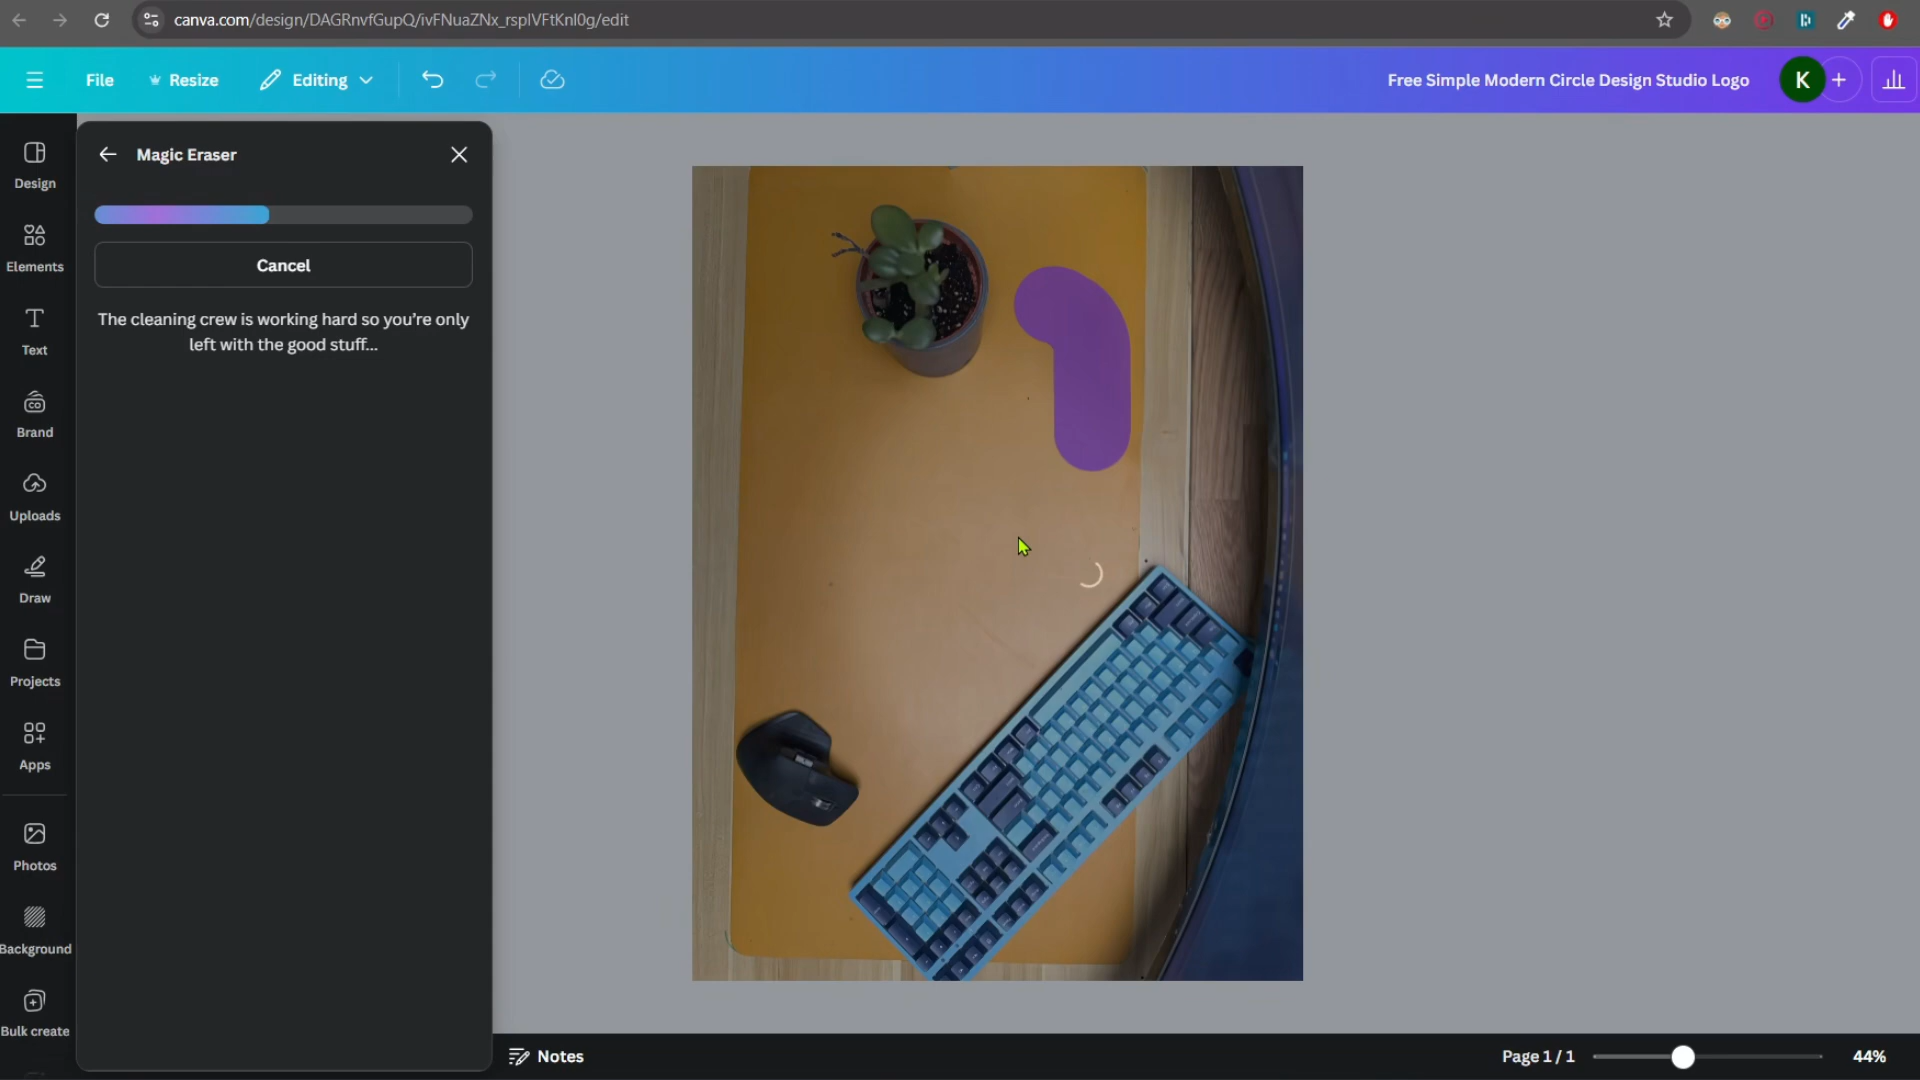 canva.com/design/DAGRnvfGupQ/ivFNuaZNx_rsplVFtKnl0g/edit
File
Resize
Editing
Free Simple Modern Circle Design Studio Logo
K
Magic Eraser
Cancel
The cleaning crew is working hard so you're only
left with the good stuff...
Design
Elements
Text
Brand
Uploads
Draw
Projects
Apps
Photos
Background
Bulk create
Notes
Page 1 / 1
44%